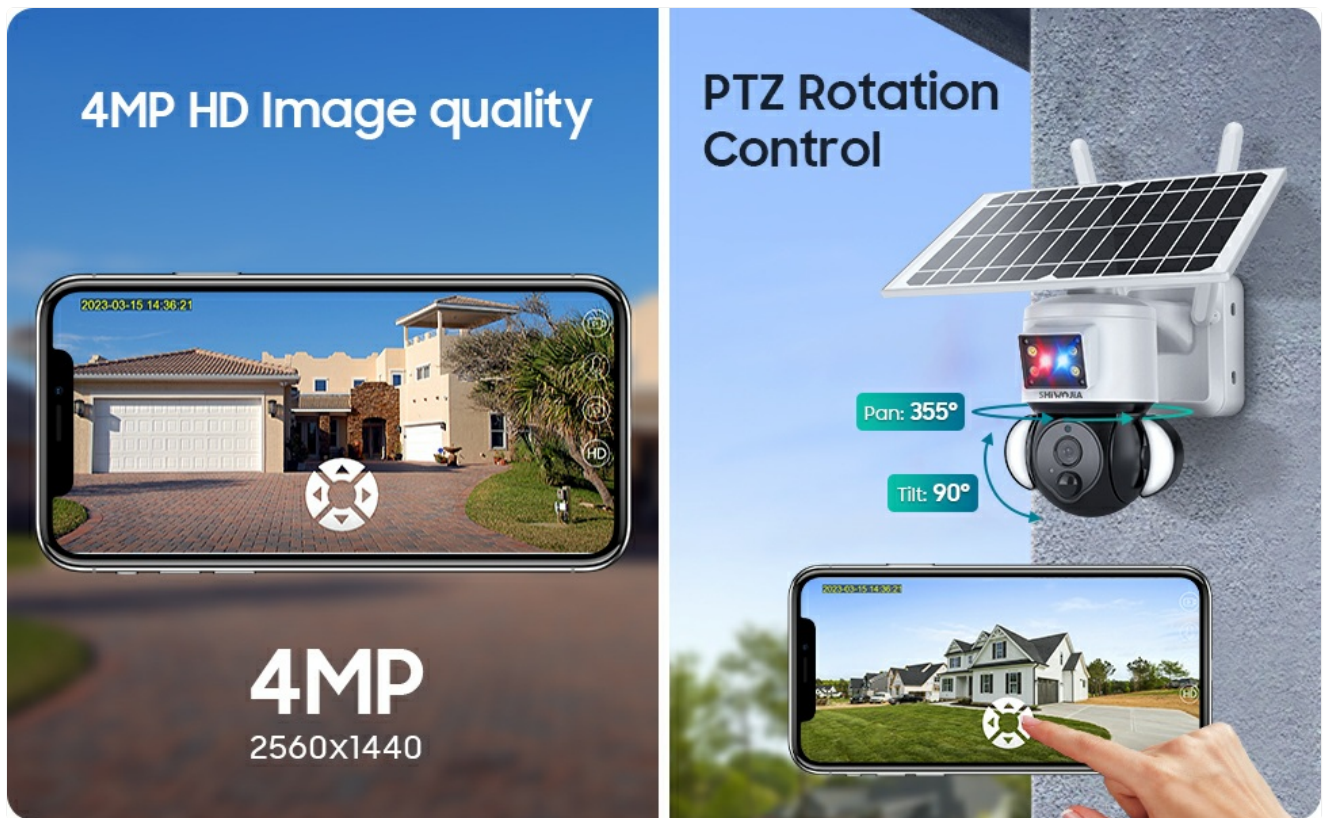 4MP HD Image quality
2023-03-15 14:36:21
HD
4MP
2560x1440
PTZ Rotation
Control
SHIWOJIA
Pan: 355°
Tilt: 90°
2023-03-15 14:36:21
HD